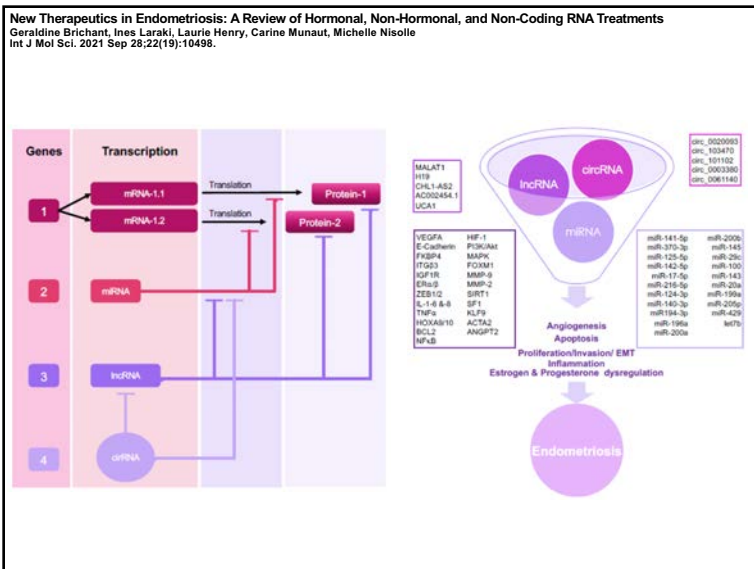 New Therapeutics in Endometriosis: A Review of Hormonal, Non-Hormonal, and Non-Coding RNA Treatments
Geraldine Brichant, Ines Laraki, Laurie Henry, Carine Munaut, Michelle Nisolle
Int J Mol Sci. 2021 Sep 28;22(19):10498.
Genes
Transcription
1
mRNA-1.1
Translation
Protein-1
mRNA-1.2
Translation
Protein-2
2
miRNA
3
lncRNA
4
cirRNA
MALAT1
H19
CHL1-AS2
AC002454.1
UCA1
lncRNA
circRNA
miRNA
circ_0020093
circ_103470
circ_101102
circ_0003380
circ_0061140
VEGFA HIF-1
E-Cadherin PI3K/Akt
FKBP4 MAPK
ITGβ3 FOXM1
IGF1R MMP-9
ERα/β MMP-2
ZEB1/2 SIRT1
IL-1-6 &-8 SF1
TNFα KLF9
HOXA9/10 ACTA2
BCL2 ANGPT2
NFκB
miR-141-5p miR-200b
miR-370-3p miR-145
miR-125-5p miR-29c
miR-142-5p miR-100
miR-17-5p miR-143
miR-216-5p miR-20a
miR-124-3p miR-199a
miR-140-3p miR-205p
miR194-3p miR-429
miR-196a let7b
miR-200a
Angiogenesis
Apoptosis
Proliferation/Invasion/ EMT
Inflammation
Estrogen & Progesterone dysregulation
Endometriosis